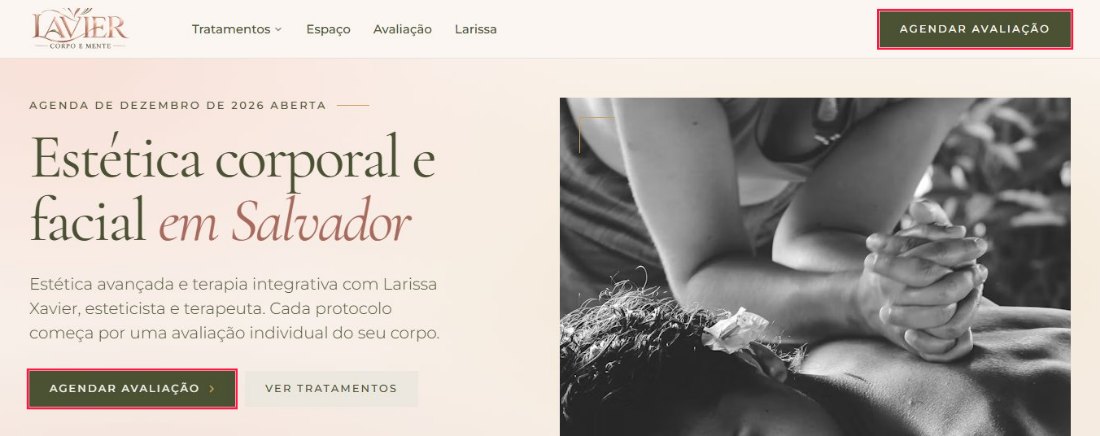 LAVIER
CORPO E MENTE
Tratamentos
Espaço
Avaliação
Larissa
AGENDAR AVALIAÇÃO
AGENDA DE DEZEMBRO DE 2026 ABERTA
Estética corporal e
facial em Salvador
Estética avançada e terapia integrativa com Larissa
Xavier, esteticista e terapeuta. Cada protocolo
começa por uma avaliação individual do seu corpo.
AGENDAR AVALIAÇÃO
VER TRATAMENTOS